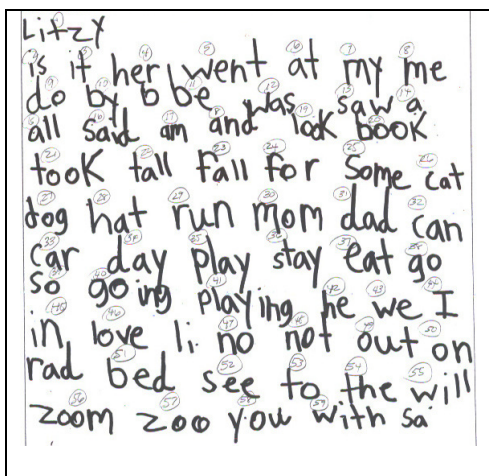 Litzy
is it her went at my me
do by b be was saw a
all said am and look book
took tall fall for some cat
dog hat run mom dad can
car day play stay eat go
so going playing he we I
in love li no not out on
rad bed see to the will
zoom zoo you with sa